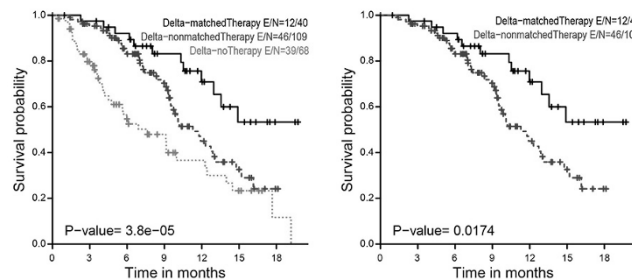 Delta−matchedTherapy E/N=12/40
Delta−nonmatchedTherapy E/N=46/109
Delta−noTherapy E/N=39/68
Survival probability
1.0
0.8
0.6
0.4
0.2
0.0
P−value= 3.8e−05
0 3 6 9 12 15 18
Time in months
Delta−matchedTherapy E/N=12/4
Delta−nonmatchedTherapy E/N=46/10
Survival probability
1.0
0.8
0.6
0.4
0.2
0.0
P−value= 0.0174
0 3 6 9 12 15 18
Time in months